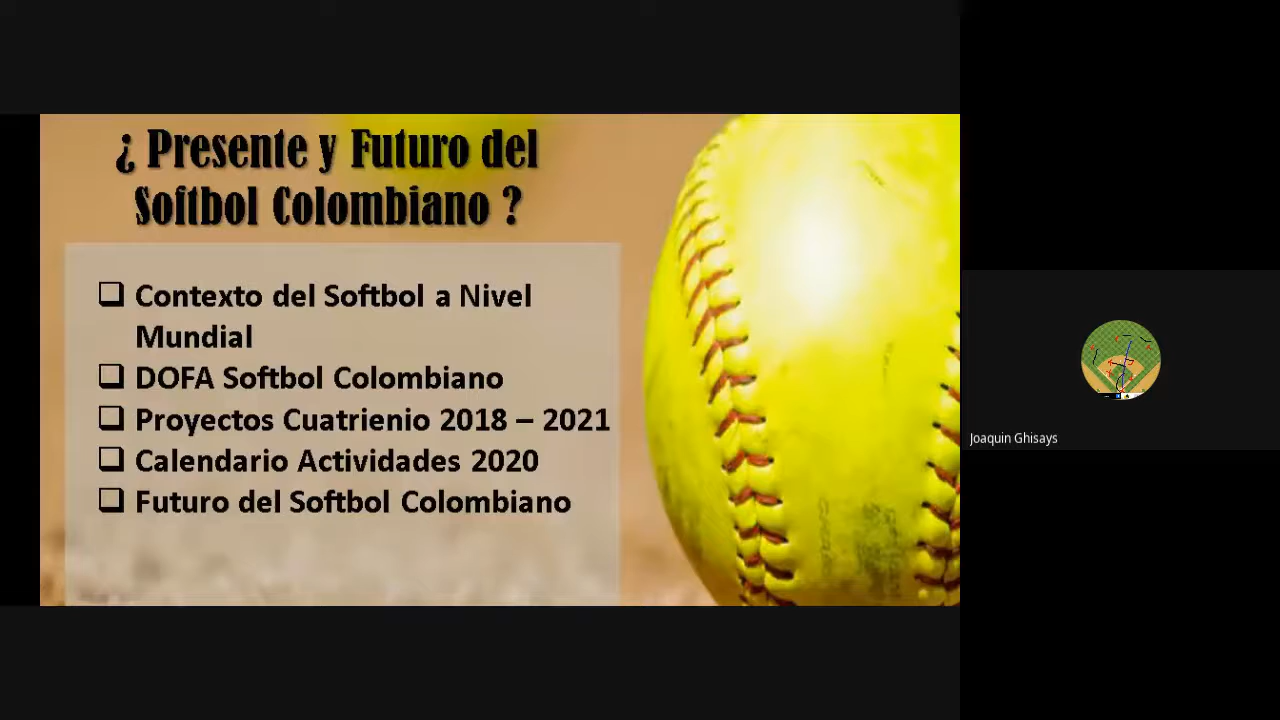 ¿ Presente y Futuro del
Softbol Colombiano ?
❑ Contexto del Softbol a Nivel
Mundial
❑ DOFA Softbol Colombiano
❑ Proyectos Cuatrienio 2018 – 2021
❑ Calendario Actividades 2020
❑ Futuro del Softbol Colombiano
Joaquin Ghisays